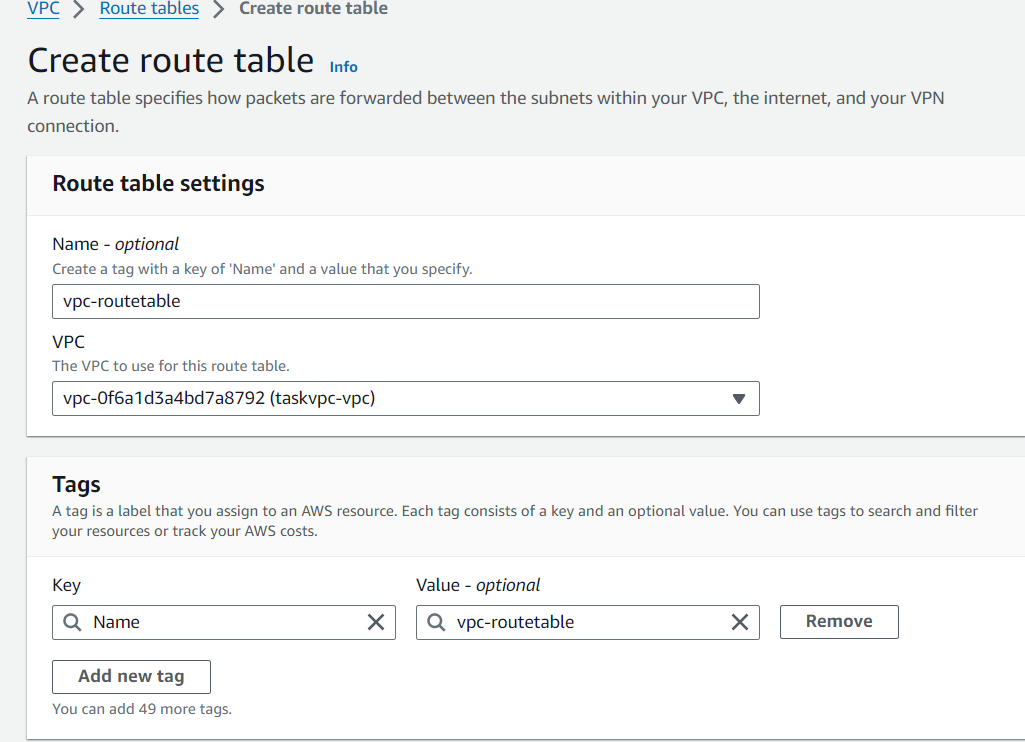 VPC > Route tables > Create route table
Create route table Info
A route table specifies how packets are forwarded between the subnets within your VPC, the internet, and your VPN
connection.
Route table settings
Name - optional
Create a tag with a key of 'Name' and a value that you specify.
vpc-routetable
VPC
The VPC to use for this route table.
vpc-0f6a1d3a4bd7a8792 (taskvpc-vpc)
Tags
A tag is a label that you assign to an AWS resource. Each tag consists of a key and an optional value. You can use tags to search and filter
your resources or track your AWS costs.
Key Value - optional
Name vpc-routetable Remove
Add new tag
You can add 49 more tags.